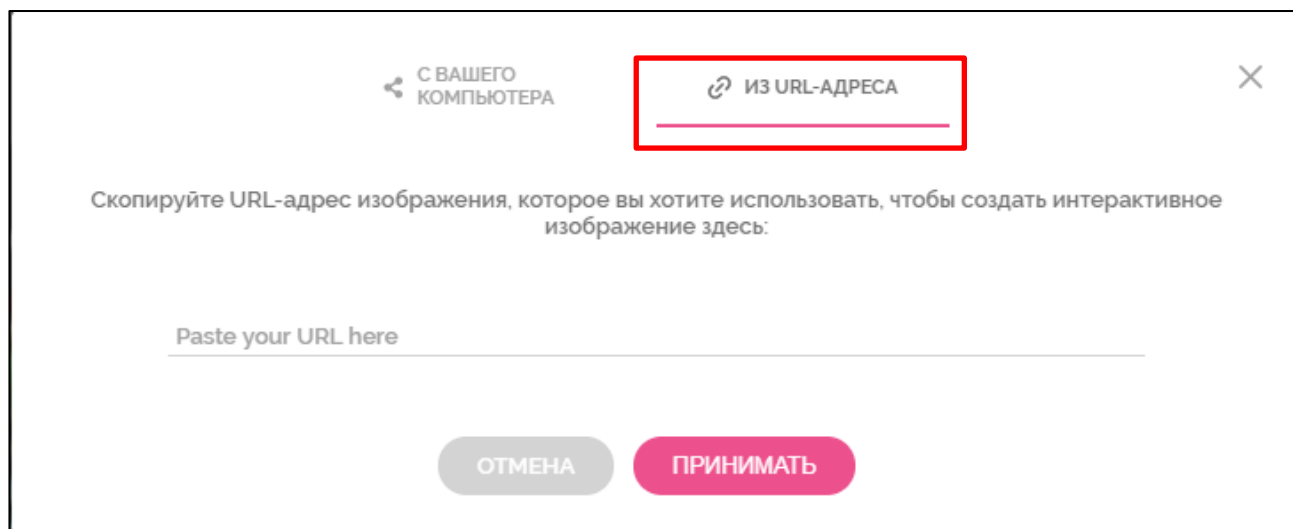 С ВАШЕГО
КОМПЬЮТЕРА
ИЗ URL-АДРЕСА
Скопируйте URL-адрес изображения, которое вы хотите использовать, чтобы создать интерактивное
изображение здесь:
Paste your URL here
ОТМЕНА
ПРИНИМАТЬ